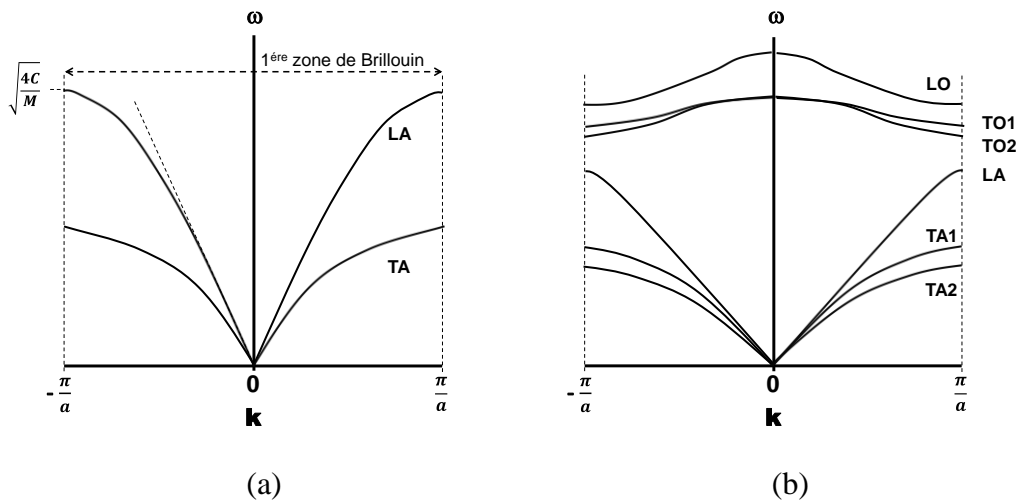 ω
1ére zone de Brillouin
√4C/M
LA
TA
0
- π/a
π/a
k
(a)
ω
LO
TO1
TO2
LA
TA1
TA2
0
- π/a
π/a
k
(b)